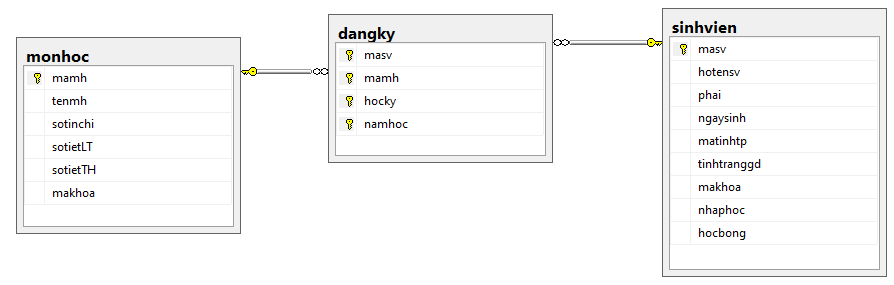 monhoc
mamh
tenmh
sotinchi
sotietLT
sotietTH
makhoa
dangky
masv
mamh
hocky
namhoc
sinhvien
masv
hotensv
phai
ngaysinh
matinhtp
tinhtranggd
makhoa
nhaphoc
hocbong